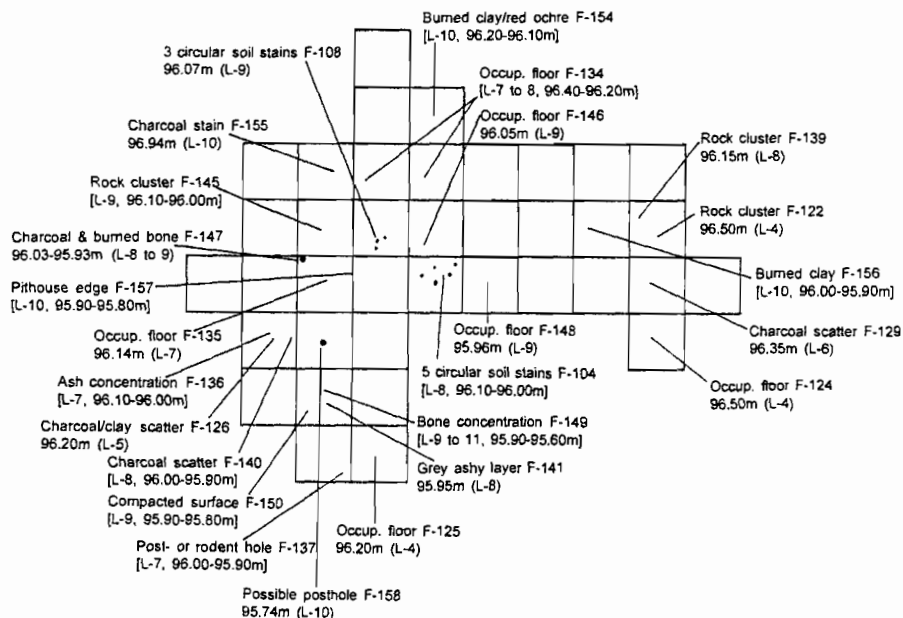 Burned clay/red ochre F-154
[L-10, 96.20-96.10m]
3 circular soil stains F-108
96.07m (L-9)
Occup. floor F-134
[L-7 to 8, 96.40-96.20m]
Occup. floor F-146
96.05m (L-9)
Charcoal stain F-155
96.94m (L-10)
Rock cluster F-139
96.15m (L-8)
Rock cluster F-145
[L-9, 96.10-96.00m]
Rock cluster F-122
96.50m (L-4)
Charcoal & burned bone F-147
96.03-95.93m (L-8 to 9)
Burned clay F-156
[L-10, 96.00-95.90m]
Pithouse edge F-157
[L-10, 95.90-95.80m]
Occup. floor F-135
96.14m (L-7)
Occup. floor F-148
95.96m (L-9)
Charcoal scatter F-129
96.35m (L-6)
Ash concentration F-136
[L-7, 96.10-96.00m]
5 circular soil stains F-104
[L-8, 96.10-96.00m]
Occup. floor F-124
96.50m (L-4)
Charcoal/clay scatter F-126
96.20m (L-5)
Bone concentration F-149
[L-9 to 11, 95.90-95.60m]
Charcoal scatter F-140
[L-8, 96.00-95.90m]
Grey ashy layer F-141
95.95m (L-8)
Compacted surface F-150
[L-9, 95.90-95.80m]
Occup. floor F-125
96.20m (L-4)
Post- or rodent hole F-137
[L-7, 96.00-95.90m]
Possible posthole F-158
95.74m (L-10)